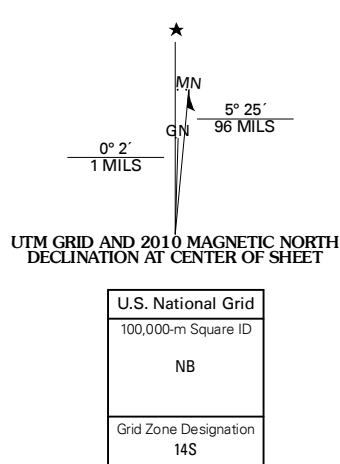 MN
GN
5° 25´
96 MILS
0° 2´
1 MILS
UTM GRID AND 2010 MAGNETIC NORTH
DECLINATION AT CENTER OF SHEET
U.S. National Grid
100,000-m Square ID
NB
Grid Zone Designation
14S